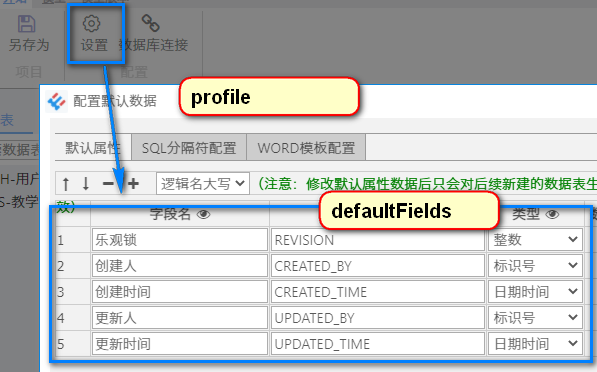 另存为
设置
数据库连接
项目
配置
profile
配置默认数据
表
默认属性
SQL分隔符配置
WORD模板配置
逻辑名大写
(注意：修改默认属性数据后只会对后续新建的数据表生
效)
defaultFields
字段名
类型
1 乐观锁 REVISION 整数
2 创建人 CREATED_BY 标识号
3 创建时间 CREATED_TIME 日期时间
4 更新人 UPDATED_BY 标识号
5 更新时间 UPDATED_TIME 日期时间
数据表
H-用户
S-教学